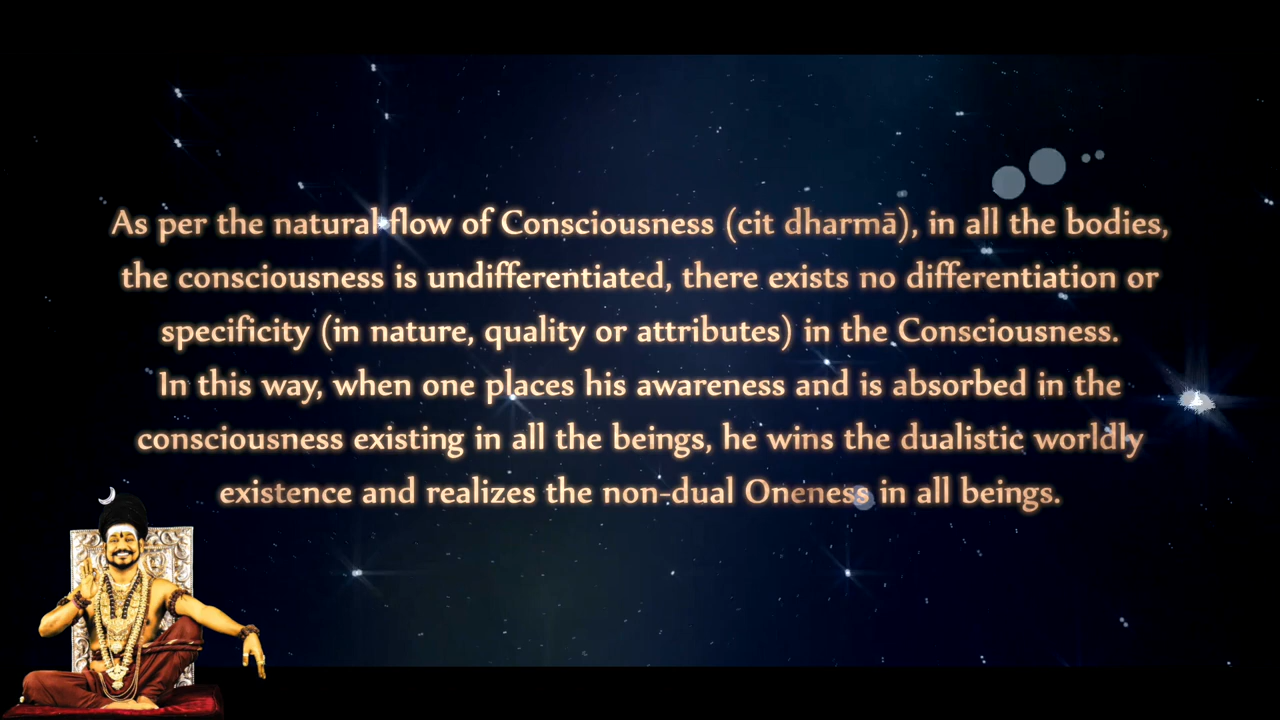 As per the natural flow of Consciousness (cit dharmā), in all the bodies,
the consciousness is undifferentiated, there exists no differentiation or
specificity (in nature, quality or attributes) in the Consciousness.
In this way, when one places his awareness and is absorbed in the
consciousness existing in all the beings, he wins the dualistic worldly
existence and realizes the non-dual Oneness in all beings.